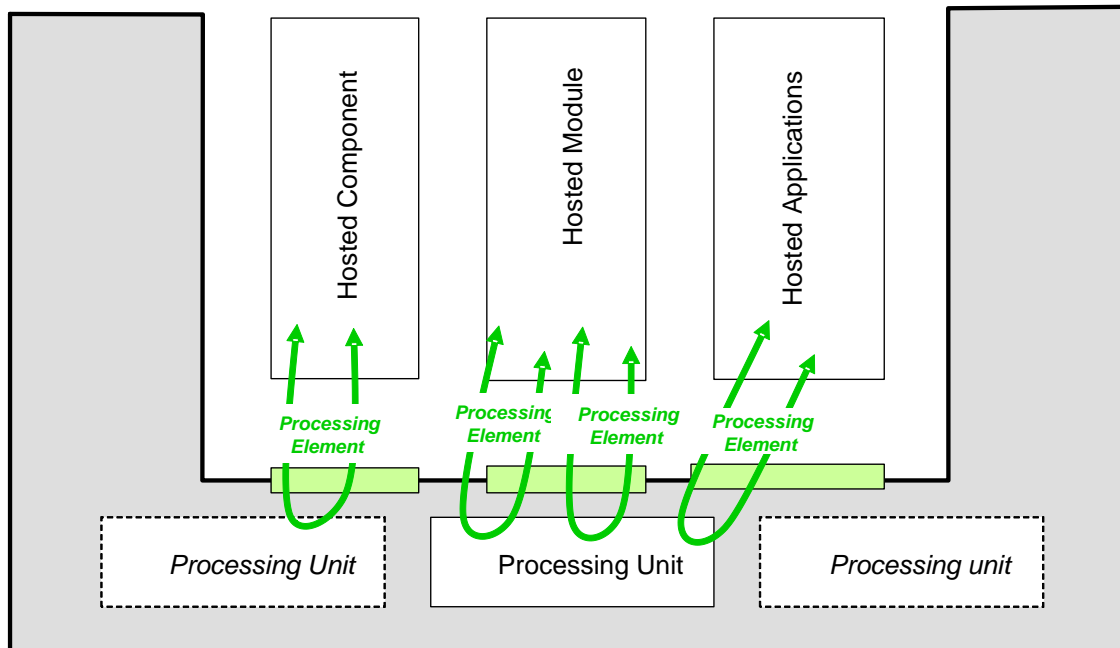 Hosted Component
Hosted Module
Hosted Applications
Processing
Element
Processing
Element
Processing
Element
Processing
Element
Processing Unit
Processing Unit
Processing unit